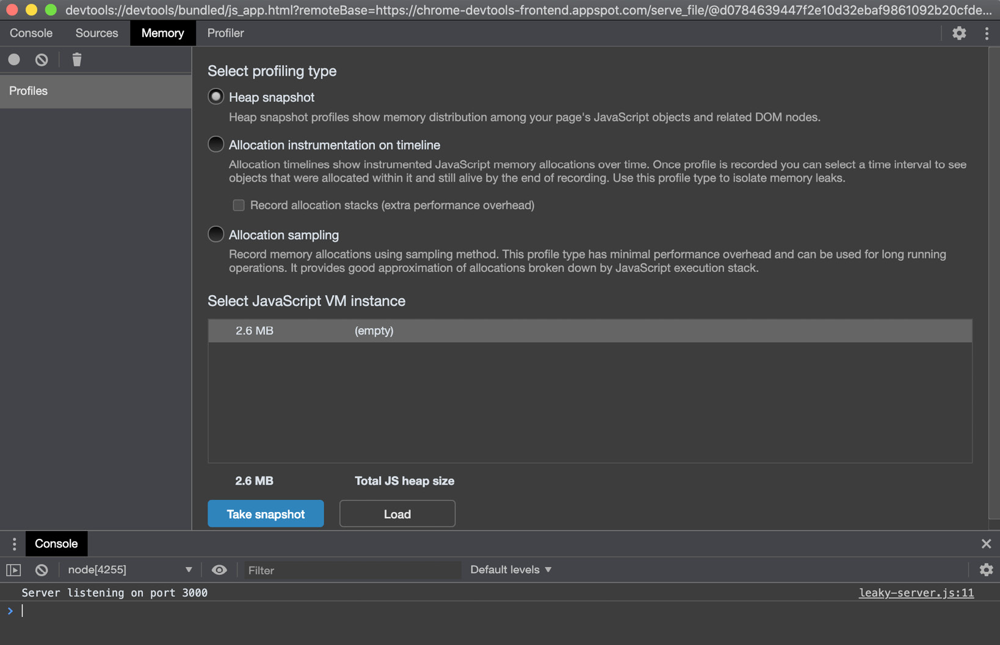 devtools://devtools/bundled/js_app.html?remoteBase=https://chrome-devtools-frontend.appspot.com/serve_file/@d0784639447f2e10d32ebaf9861092b20cfde...
Console Sources Memory Profiler
Profiles
Select profiling type
Heap snapshot
Heap snapshot profiles show memory distribution among your page's JavaScript objects and related DOM nodes.
Allocation instrumentation on timeline
Allocation timelines show instrumented JavaScript memory allocations over time. Once profile is recorded you can select a time interval to see
objects that were allocated within it and still alive by the end of recording. Use this profile type to isolate memory leaks.
Record allocation stacks (extra performance overhead)
Allocation sampling
Record memory allocations using sampling method. This profile type has minimal performance overhead and can be used for long running
operations. It provides good approximation of allocations broken down by JavaScript execution stack.
Select JavaScript VM instance
2.6 MB (empty)
2.6 MB Total JS heap size
Take snapshot Load
Console
node[4255] Filter Default levels
Server listening on port 3000 leaky-server.js:11